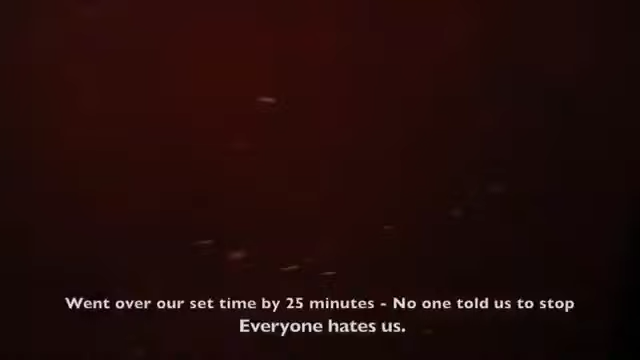 Went over our set time by 25 minutes - No one told us to stop
Everyone hates us.